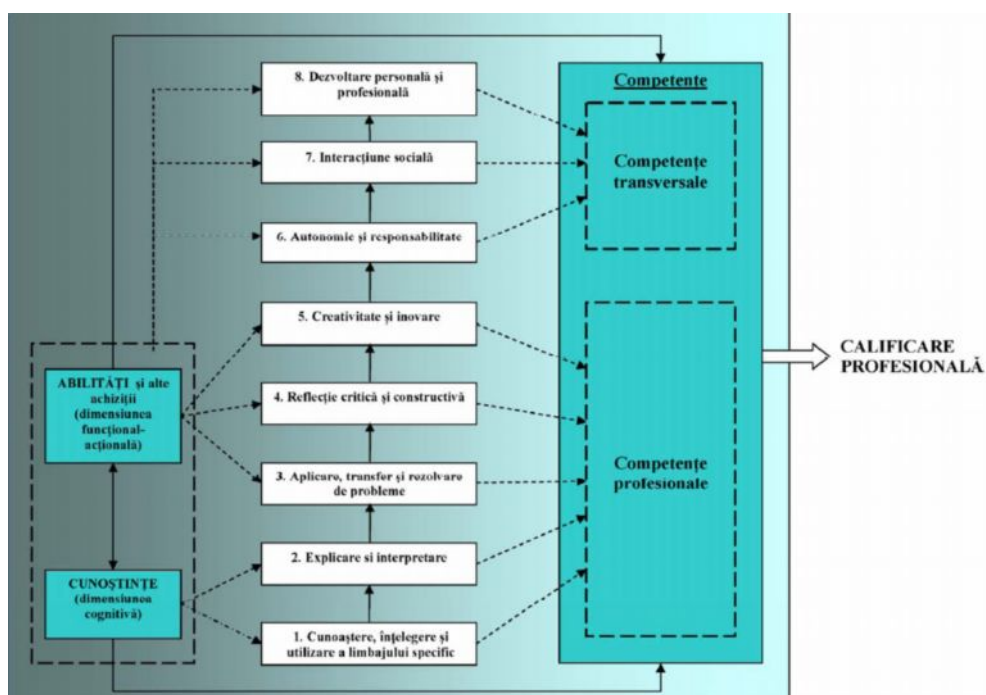 8. Dezvoltare personală și
profesională
7. Interacțiune socială
6. Autonomie și responsabilitate
5. Creativitate și inovare
4. Reflecție critică și constructivă
3. Aplicare, transfer și rezolvare
de probleme
2. Explicare si interpretare
1. Cunoaștere, înțelegere și
utilizare a limbajului specific
ABILITĂȚI și alte
achiziții
(dimensiunea
funcțional-
acțională)
CUNOȘTINȚE
(dimensiunea
cognitivă)
Competențe
Competențe
transversale
Competențe
profesionale
CALIFICARE
PROFESIONALĂ